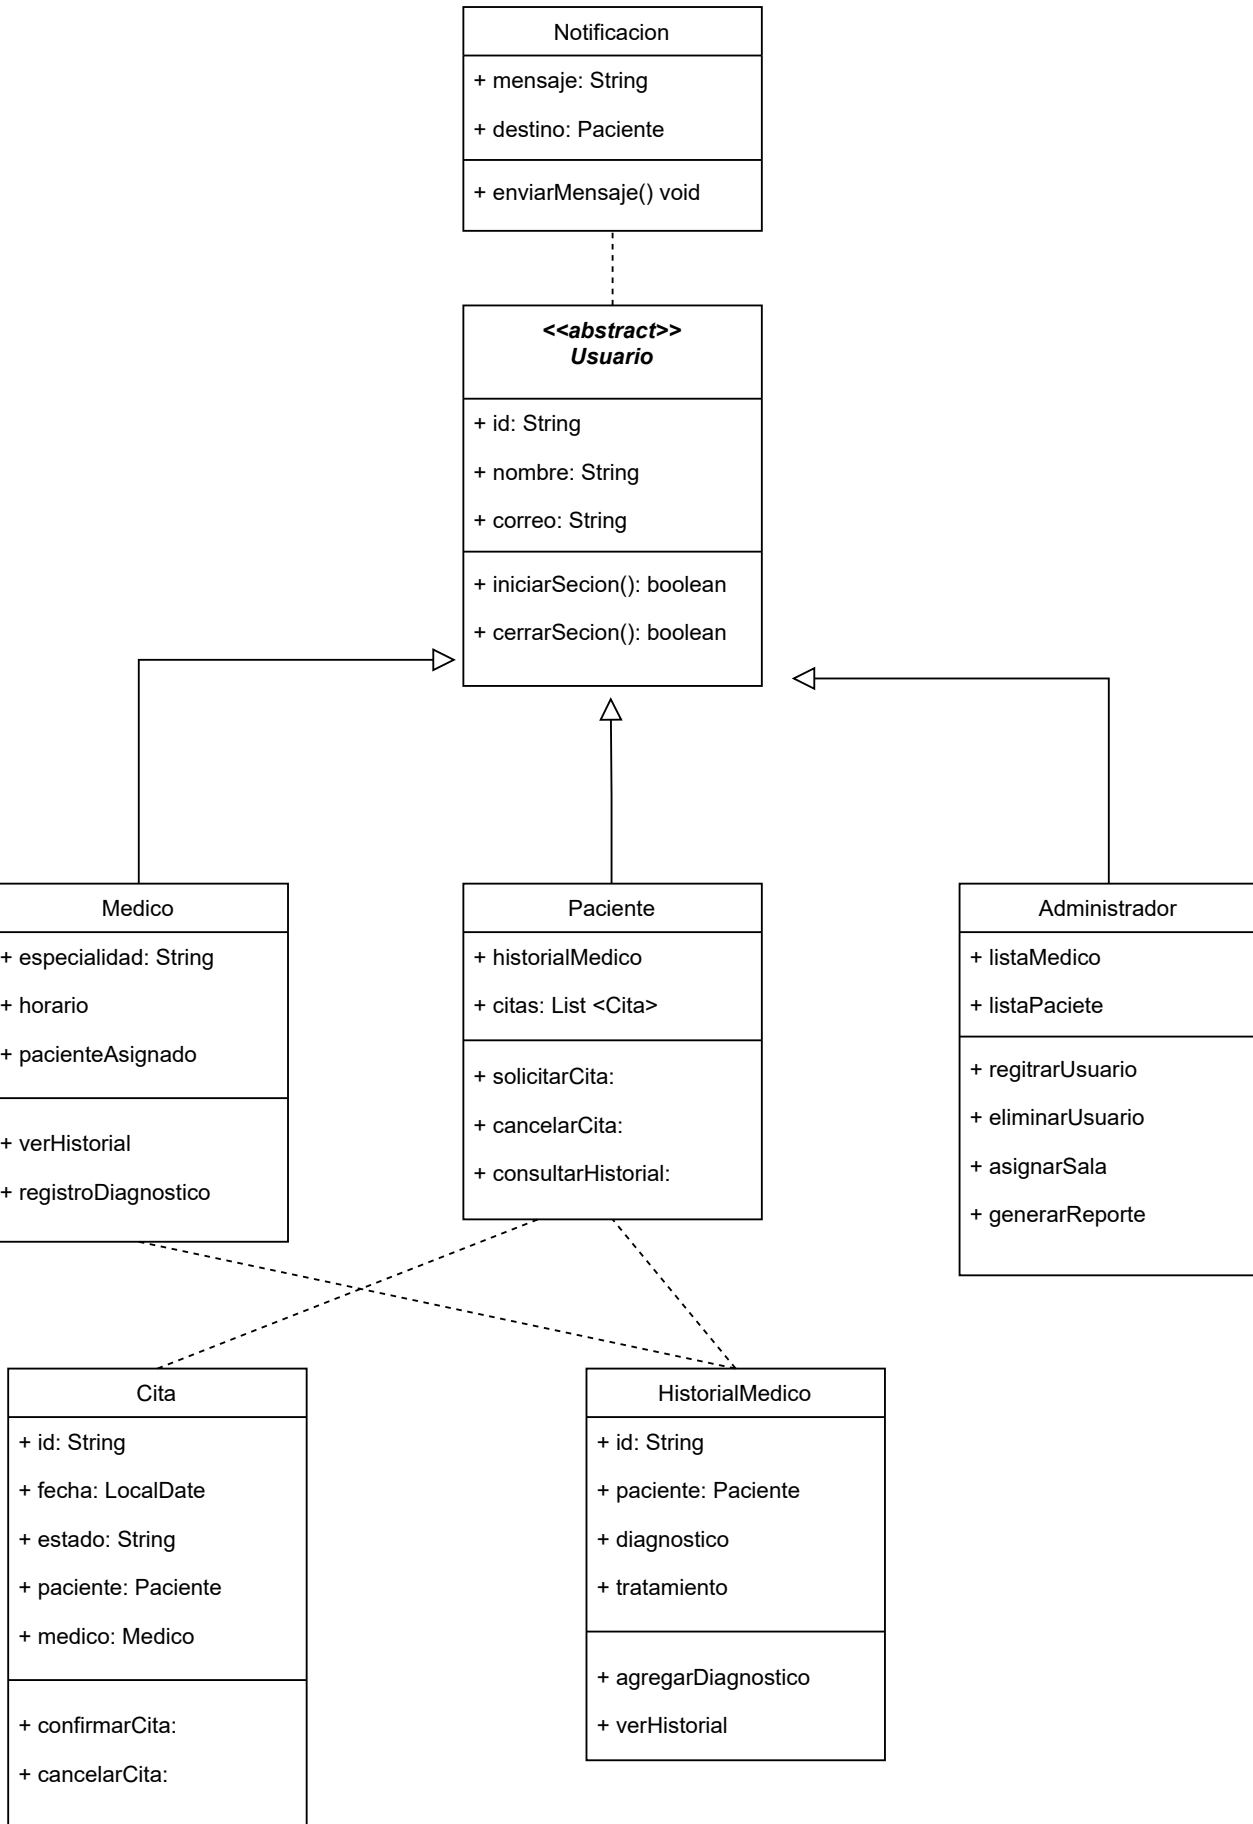 Notificacion
+ mensaje: String
+ destino: Paciente
+ enviarMensaje() void
<<abstract>>
Usuario
+ id: String
+ nombre: String
+ correo: String
+ iniciarSecion(): boolean
+ cerrarSecion(): boolean
Medico
+ especialidad: String
+ horario
+ pacienteAsignado
+ verHistorial
+ registroDiagnostico
Paciente
+ historialMedico
+ citas: List <Cita>
+ solicitarCita:
+ cancelarCita:
+ consultarHistorial:
Administrador
+ listaMedico
+ listaPaciete
+ regitrarUsuario
+ eliminarUsuario
+ asignarSala
+ generarReporte
Cita
+ id: String
+ fecha: LocalDate
+ estado: String
+ paciente: Paciente
+ medico: Medico
+ confirmarCita:
+ cancelarCita:
HistorialMedico
+ id: String
+ paciente: Paciente
+ diagnostico
+ tratamiento
+ agregarDiagnostico
+ verHistorial